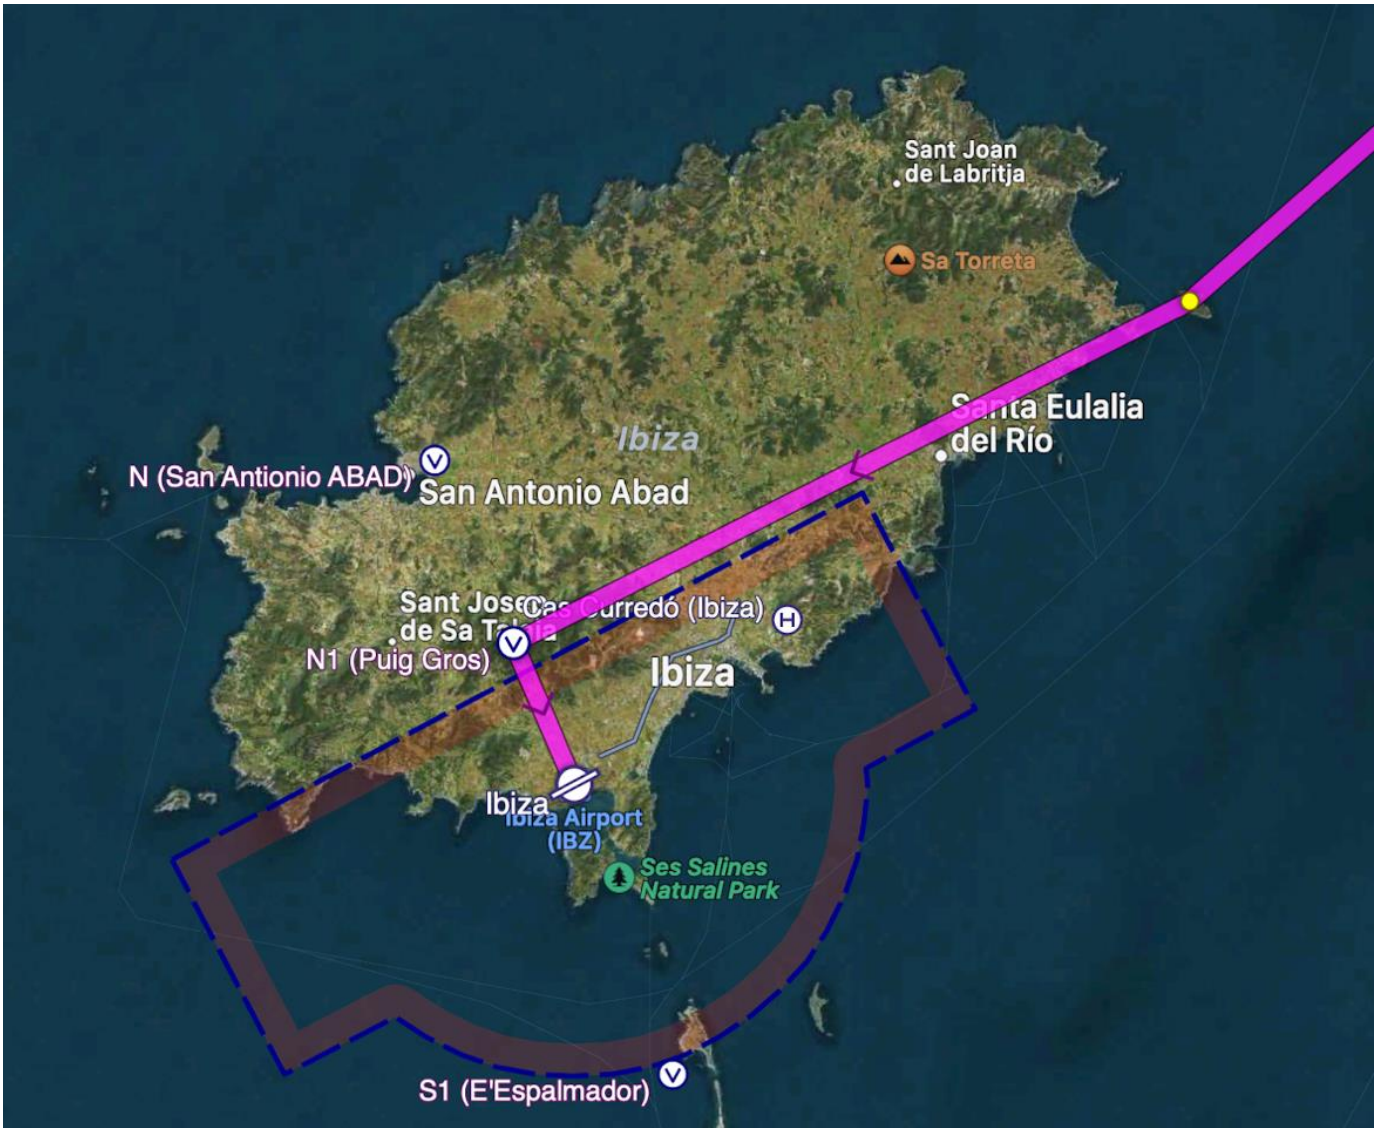 Sant Joan
de Labritja
Sa Torreta
Santa Eulalia
del Río
Ibiza
N (San Antionio ABAD)
San Antonio Abad
Sant Josep
de Sa Talaia
Cas Curredó (Ibiza)
H
N1 (Puig Gros)
Ibiza
Ibiza
Ibiza Airport
(IBZ)
Ses Salines
Natural Park
S1 (E'Espalmador)